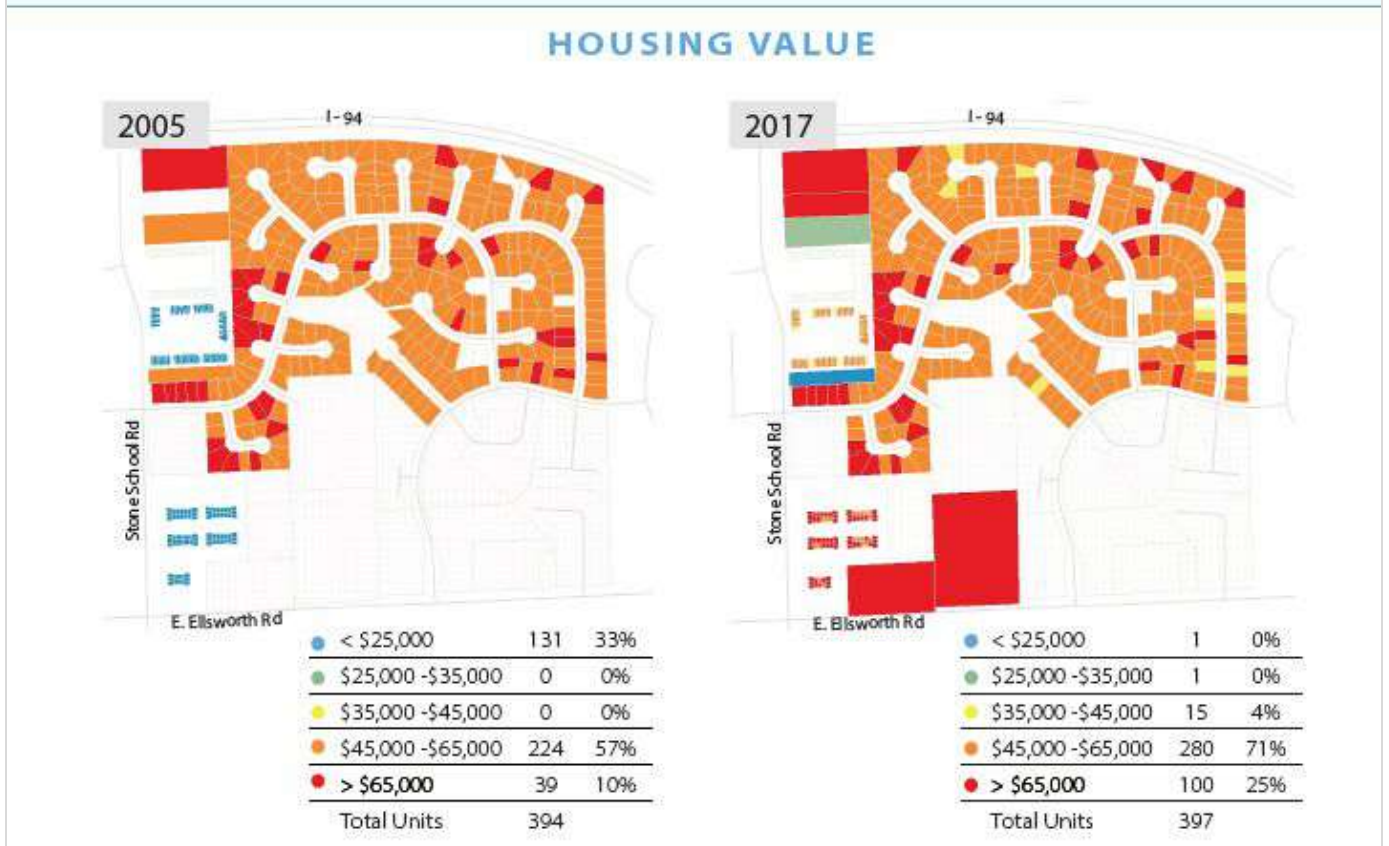 HOUSING VALUE
2005
I-94
Stone School Rd
E. Ellsworth Rd
< $25,000 131 33%
$25,000 -$35,000 0 0%
$35,000 -$45,000 0 0%
$45,000 -$65,000 224 57%
> $65,000 39 10%
Total Units 394
2017
I-94
Stone School Rd
E. Ellsworth Rd
< $25,000 1 0%
$25,000 -$35,000 1 0%
$35,000 -$45,000 15 4%
$45,000 -$65,000 280 71%
> $65,000 100 25%
Total Units 397